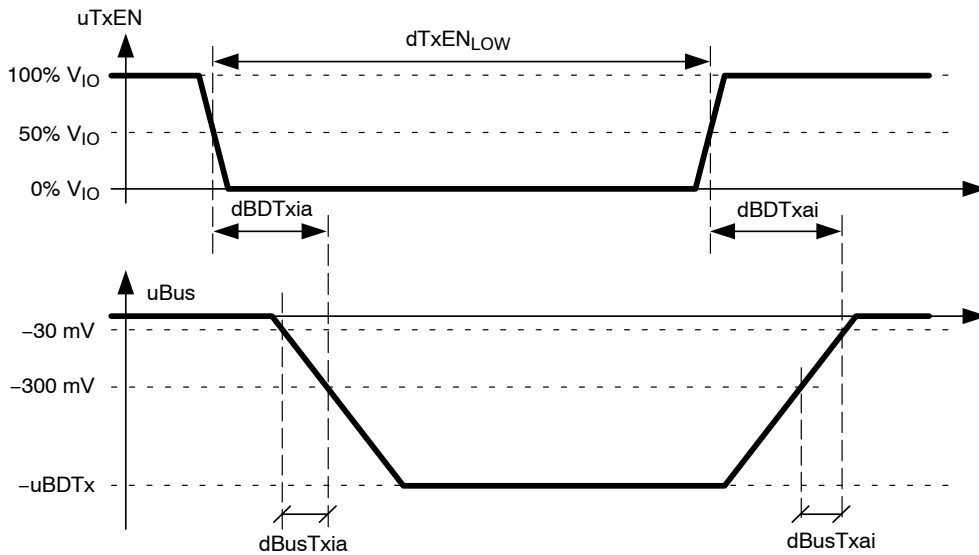 uTxEN
dTxENLOW
100% VIO
50% VIO
0% VIO
dBDTxia
dBDTxai
uBus
–30 mV
–300 mV
–uBDTx
dBusTxia
dBusTxai